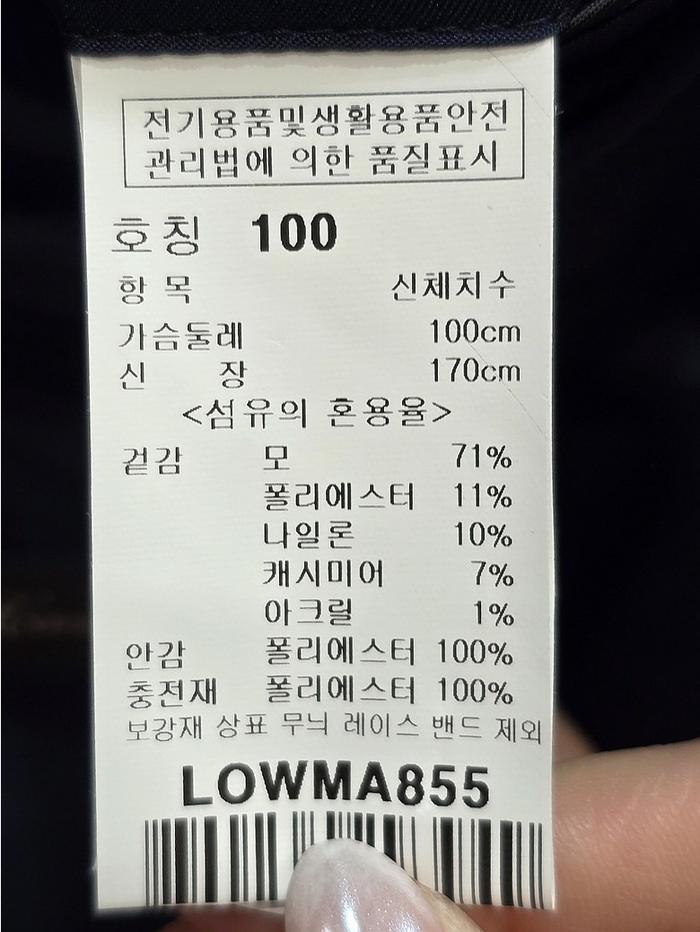 전기용품및생활용품안전
관리법에 의한 품질표시
호칭 100
항 목 신체치수
가슴둘레 100cm
신 장 170cm
<섬유의 혼용율>
겉감 모 71%
폴리에스터 11%
나일론 10%
캐시미어 7%
아크릴 1%
안감 폴리에스터 100%
충전재 폴리에스터 100%
보강재 상표 무늬 레이스 밴드 제외
LOWMA855